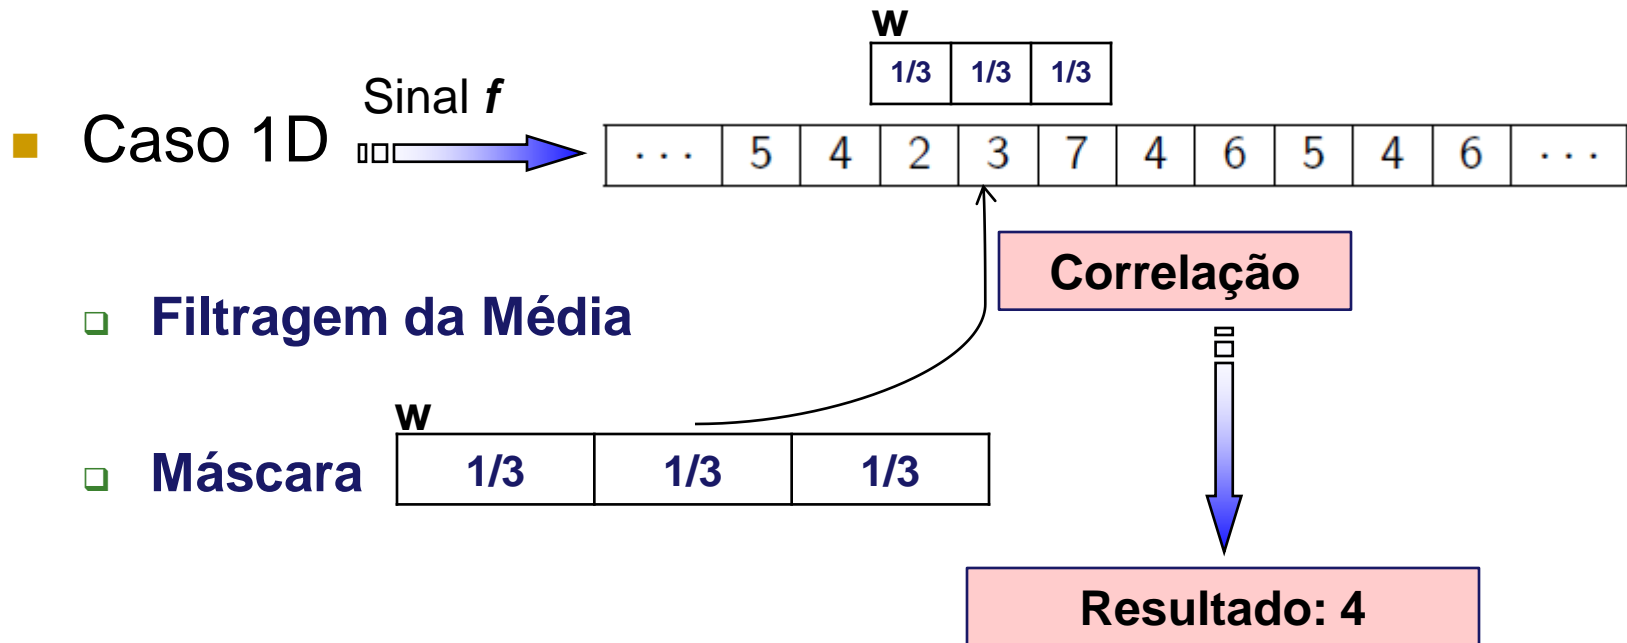 w
1/3 1/3 1/3
Sinal f
Caso 1D
... 5 4 2 3 7 4 6 5 4 6 ...
Correlação
Filtragem da Média
w
Máscara 1/3 1/3 1/3
Resultado: 4